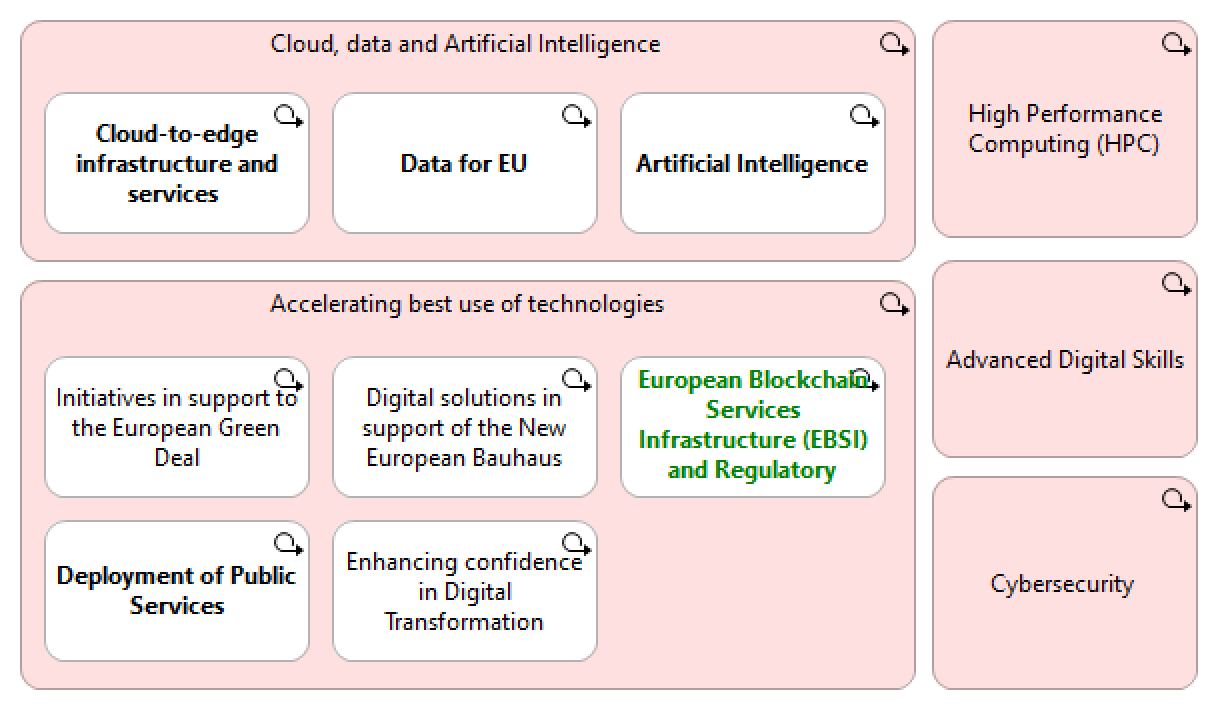 Cloud, data and Artificial Intelligence
Cloud-to-edge
infrastructure and
services
Data for EU
Artificial Intelligence
High Performance
Computing (HPC)
Accelerating best use of technologies
Initiatives in support to
the European Green
Deal
Digital solutions in
support of the New
European Bauhaus
European Blockchain
Services
Infrastructure (EBSI)
and Regulatory
Deployment of Public
Services
Enhancing confidence
in Digital
Transformation
Advanced Digital Skills
Cybersecurity